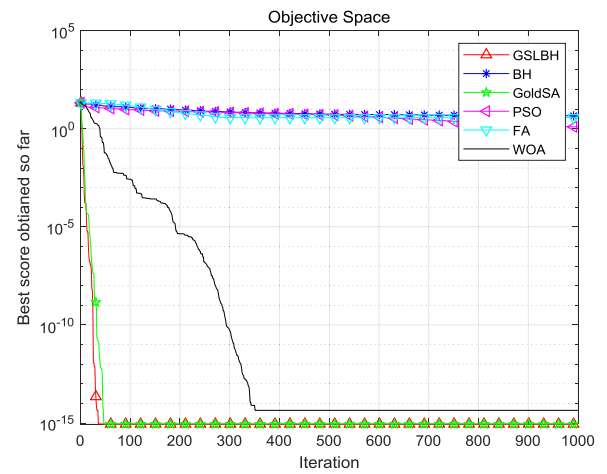 Objective Space
Best score obtianed so far
10^5
10^0
10^-5
10^-10
10^-15
GSLBH
BH
GoldSA
PSO
FA
WOA
0 100 200 300 400 500 600 700 800 900 1000
Iteration